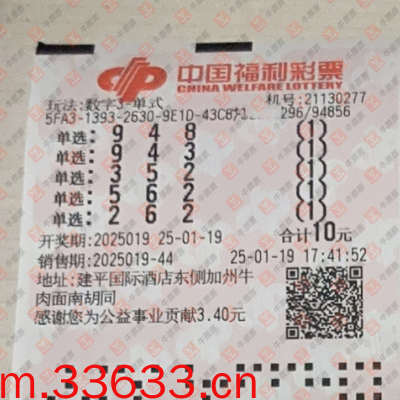 中国福利彩票
CHINA WELFARE LOTTERY
玩法:数字3-单式 机号:21130277
5FA3-1393-2630-9E1D-43C8 296/94856
单选: 9 4 8 (1)
单选: 9 4 3 (1)
单选: 3 5 2 (1)
单选: 5 6 2 (1)
单选: 2 6 2 (1)
开奖期:2025019 25-01-19 合计10元
销售期:2025019-44 25-01-19 17:41:52
地址:建平国际酒店东侧加州牛
肉面南胡同
感谢您为公益事业贡献3.40元
m.33633.cn